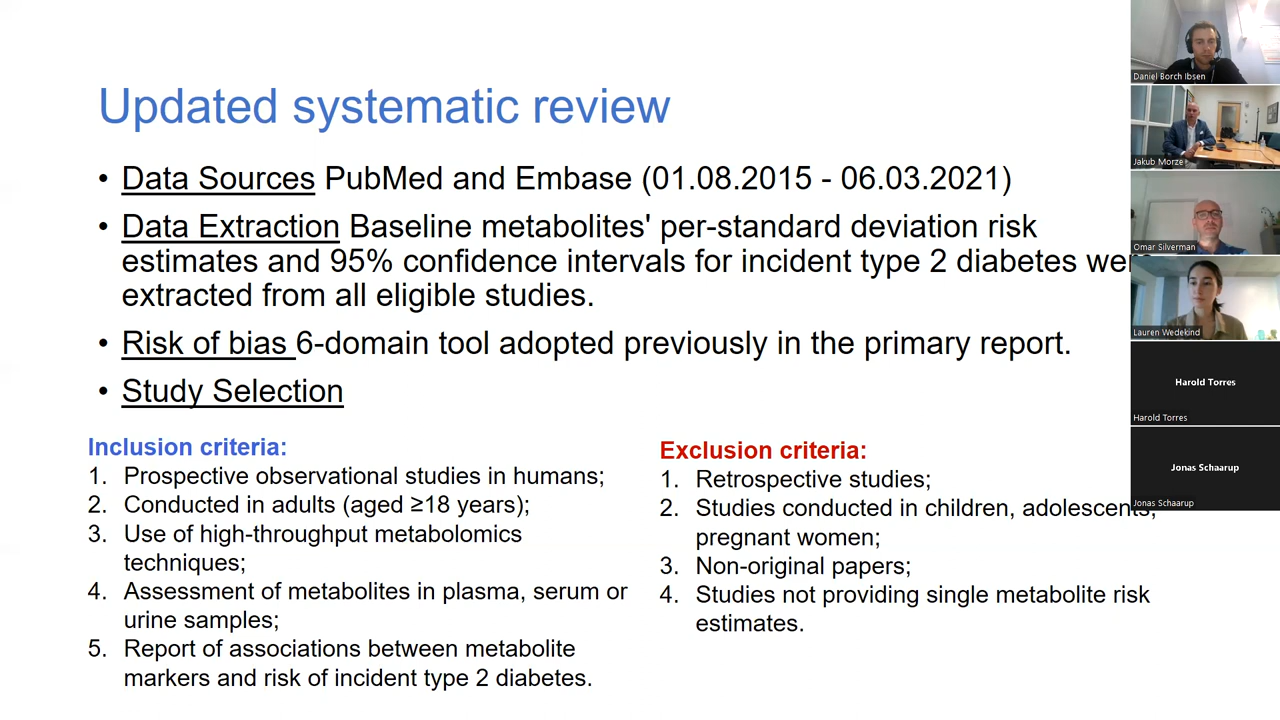 Updated systematic review
• Data Sources PubMed and Embase (01.08.2015 - 06.03.2021)
• Data Extraction Baseline metabolites' per-standard deviation risk
estimates and 95% confidence intervals for incident type 2 diabetes were
extracted from all eligible studies.
• Risk of bias 6-domain tool adopted previously in the primary report.
• Study Selection
Inclusion criteria:
1. Prospective observational studies in humans;
2. Conducted in adults (aged ≥18 years);
3. Use of high-throughput metabolomics
techniques;
4. Assessment of metabolites in plasma, serum or
urine samples;
5. Report of associations between metabolite
markers and risk of incident type 2 diabetes.
Exclusion criteria:
1. Retrospective studies;
2. Studies conducted in children, adolescents,
pregnant women;
3. Non-original papers;
4. Studies not providing single metabolite risk
estimates.
Daniel Borch Ibsen
Jakub Morze
Omar Silverman
Lauren Wedekind
Harold Torres
Harold Torres
Jonas Schaarup
Jonas Schaarup